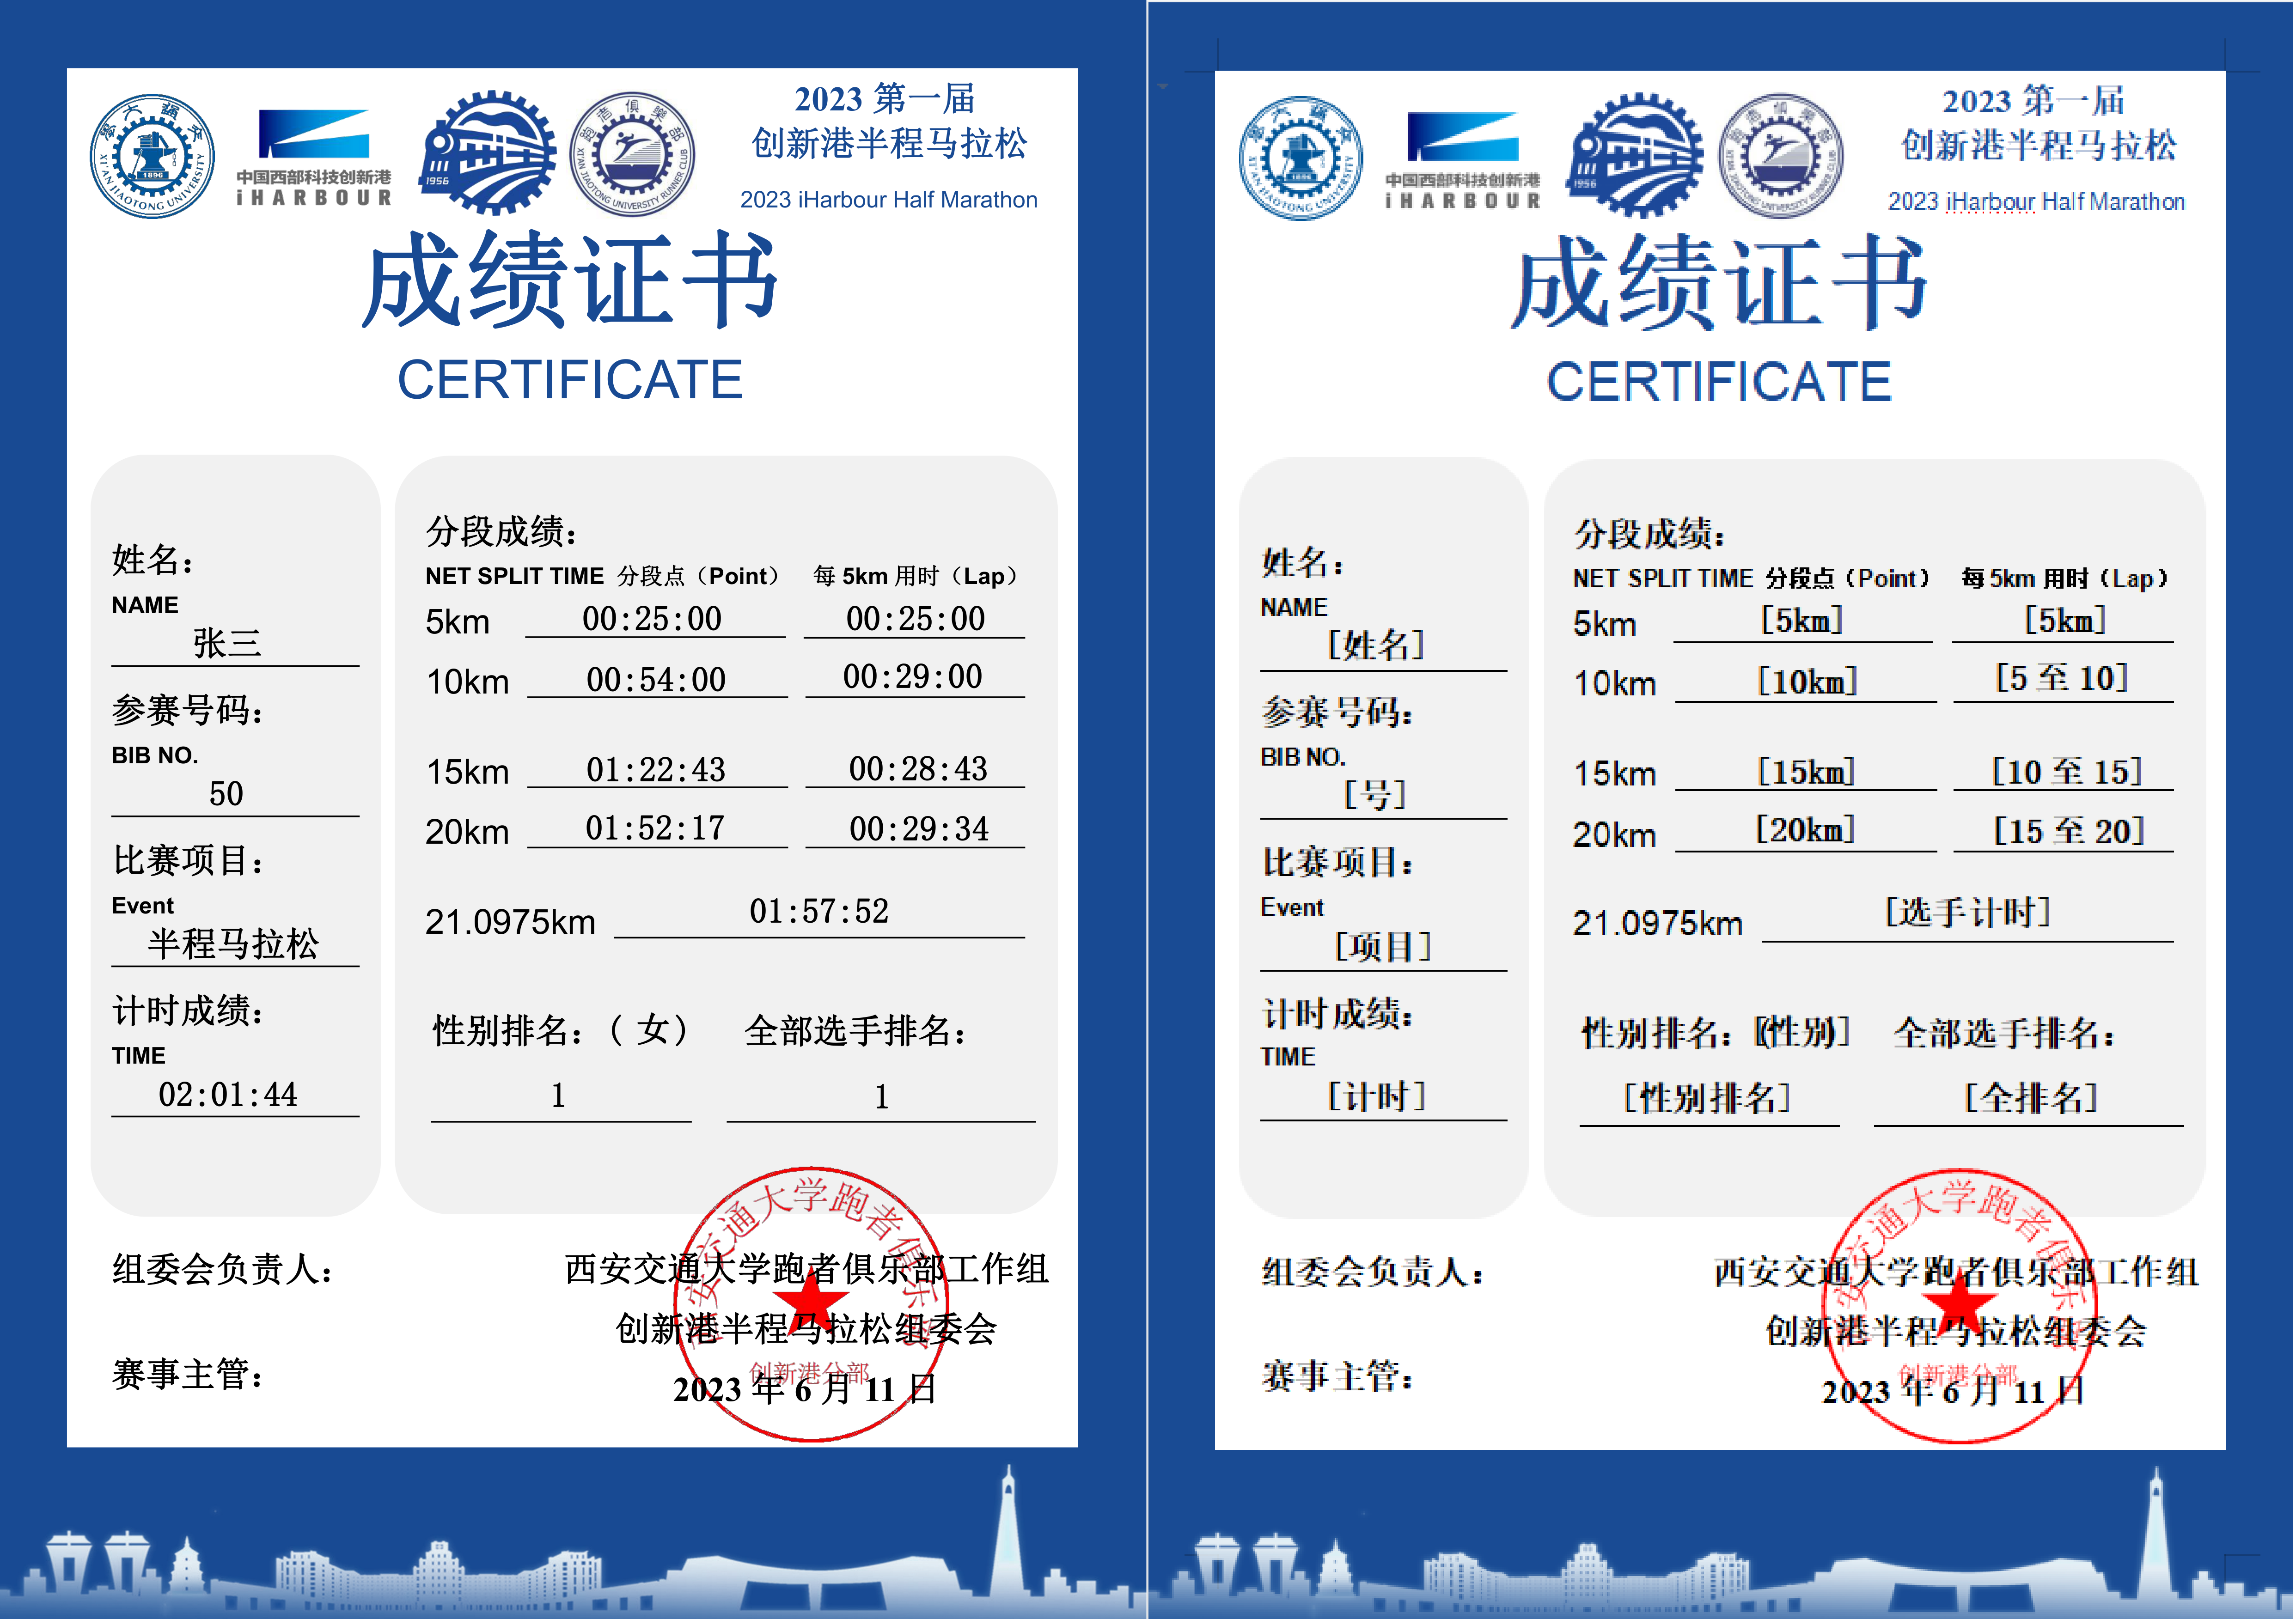 XI'AN JIAOTONG UNIVERSITY
1896
中国西部科技创新港
iHARBOUR
1956
XI'AN JIAOTONG UNIVERSITY RUNNER CLUB
2023 第一届
创新港半程马拉松
2023 iHarbour Half Marathon
成绩证书
CERTIFICATE
姓名：
NAME
张三
参赛号码：
BIB NO.
50
比赛项目：
Event
半程马拉松
计时成绩：
TIME
02:01:44
分段成绩：
NET SPLIT TIME 分段点（Point） 每 5km 用时（Lap）
5km 00:25:00 00:25:00
10km 00:54:00 00:29:00
15km 01:22:43 00:28:43
20km 01:52:17 00:29:34
21.0975km 01:57:52
性别排名：（ 女） 全部选手排名：
1 1
组委会负责人：
赛事主管：
西安交通大学跑者俱乐部工作组
创新港半程马拉松组委会
2023 年 6 月 11 日
西安交通大学跑者俱乐部
创新港分部
XI'AN JIAOTONG UNIVERSITY
1896
中国西部科技创新港
iHARBOUR
1956
XI'AN JIAOTONG UNIVERSITY RUNNER CLUB
2023 第一届
创新港半程马拉松
2023 iHarbour Half Marathon
成绩证书
CERTIFICATE
姓名：
NAME
[姓名]
参赛号码：
BIB NO.
[号]
比赛项目：
Event
[项目]
计时成绩：
TIME
[计时]
分段成绩：
NET SPLIT TIME 分段点（Point） 每 5km 用时（Lap）
5km [5km] [5km]
10km [10km] [5 至 10]
15km [15km] [10 至 15]
20km [20km] [15 至 20]
21.0975km [选手计时]
性别排名：([性别]) 全部选手排名：
[性别排名] [全排名]
组委会负责人：
赛事主管：
西安交通大学跑者俱乐部工作组
创新港半程马拉松组委会
2023 年 6 月 11 日
西安交通大学跑者俱乐部
创新港分部